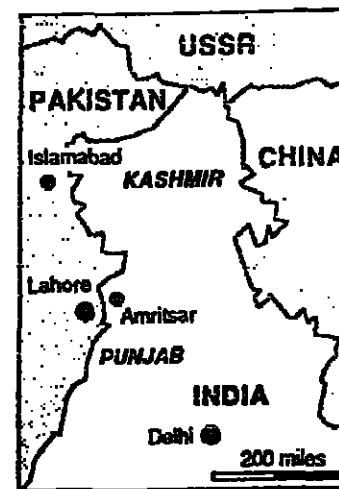 USSR
PAKISTAN
Islamabad
KASHMIR
CHINA
Lahore
Amritsar
PUNJAB
INDIA
Delhi
200 miles